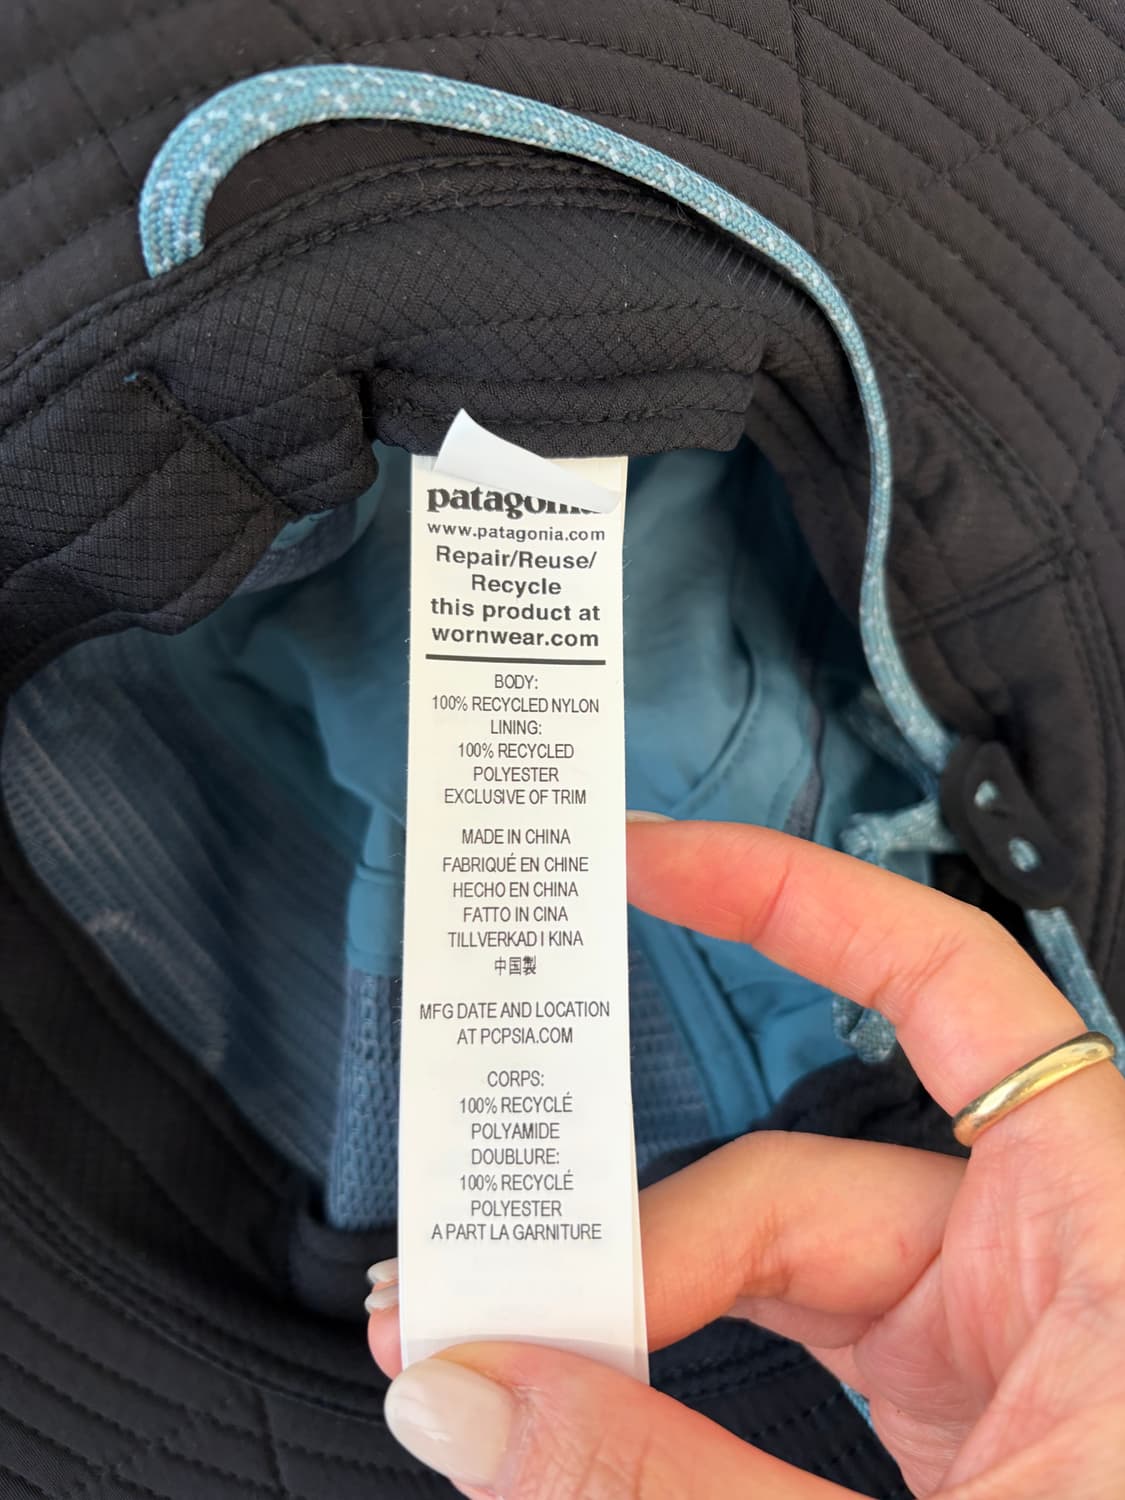 patagonia
www.patagonia.com
Repair/Reuse/
Recycle
this product at
wornwear.com
BODY:
100% RECYCLED NYLON
LINING:
100% RECYCLED
POLYESTER
EXCLUSIVE OF TRIM
MADE IN CHINA
FABRIQUÉ EN CHINE
HECHO EN CHINA
FATTO IN CINA
TILLVERKAD I KINA
中国製
MFG DATE AND LOCATION
AT PCPSIA.COM
CORPS:
100% RECYCLÉ
POLYAMIDE
DOUBLURE:
100% RECYCLÉ
POLYESTER
A PART LA GARNITURE